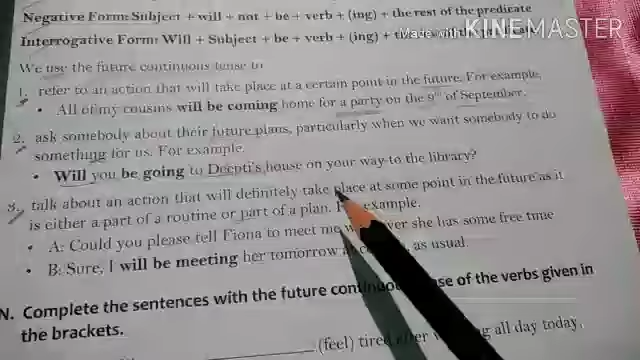 Negative Form: Subject + will + not + be + verb + (ing) + the rest of the predicate
Interrogative Form: Will + Subject + be + verb + (ing) +
Made with KINEMASTER
We use the future continuous tense to
1. refer to an action that will take place at a certain point in the future. For example,
• All of my cousins will be coming home for a party on the 9th of September.
2. ask somebody about their future plans, particularly when we want somebody to do
something for us. For example.
• Will you be going to Deepti's house on your way to the library?
3. talk about an action that will definitely take place at some point in the future as it
is either a part of a routine or part of a plan. example.
• A: Could you please tell Fiona to meet me she has some free time
• B: Sure, I will be meeting her tomorrow as usual.
N. Complete the sentences with the future of the verbs given in
the brackets.
(feel) tired all day today.